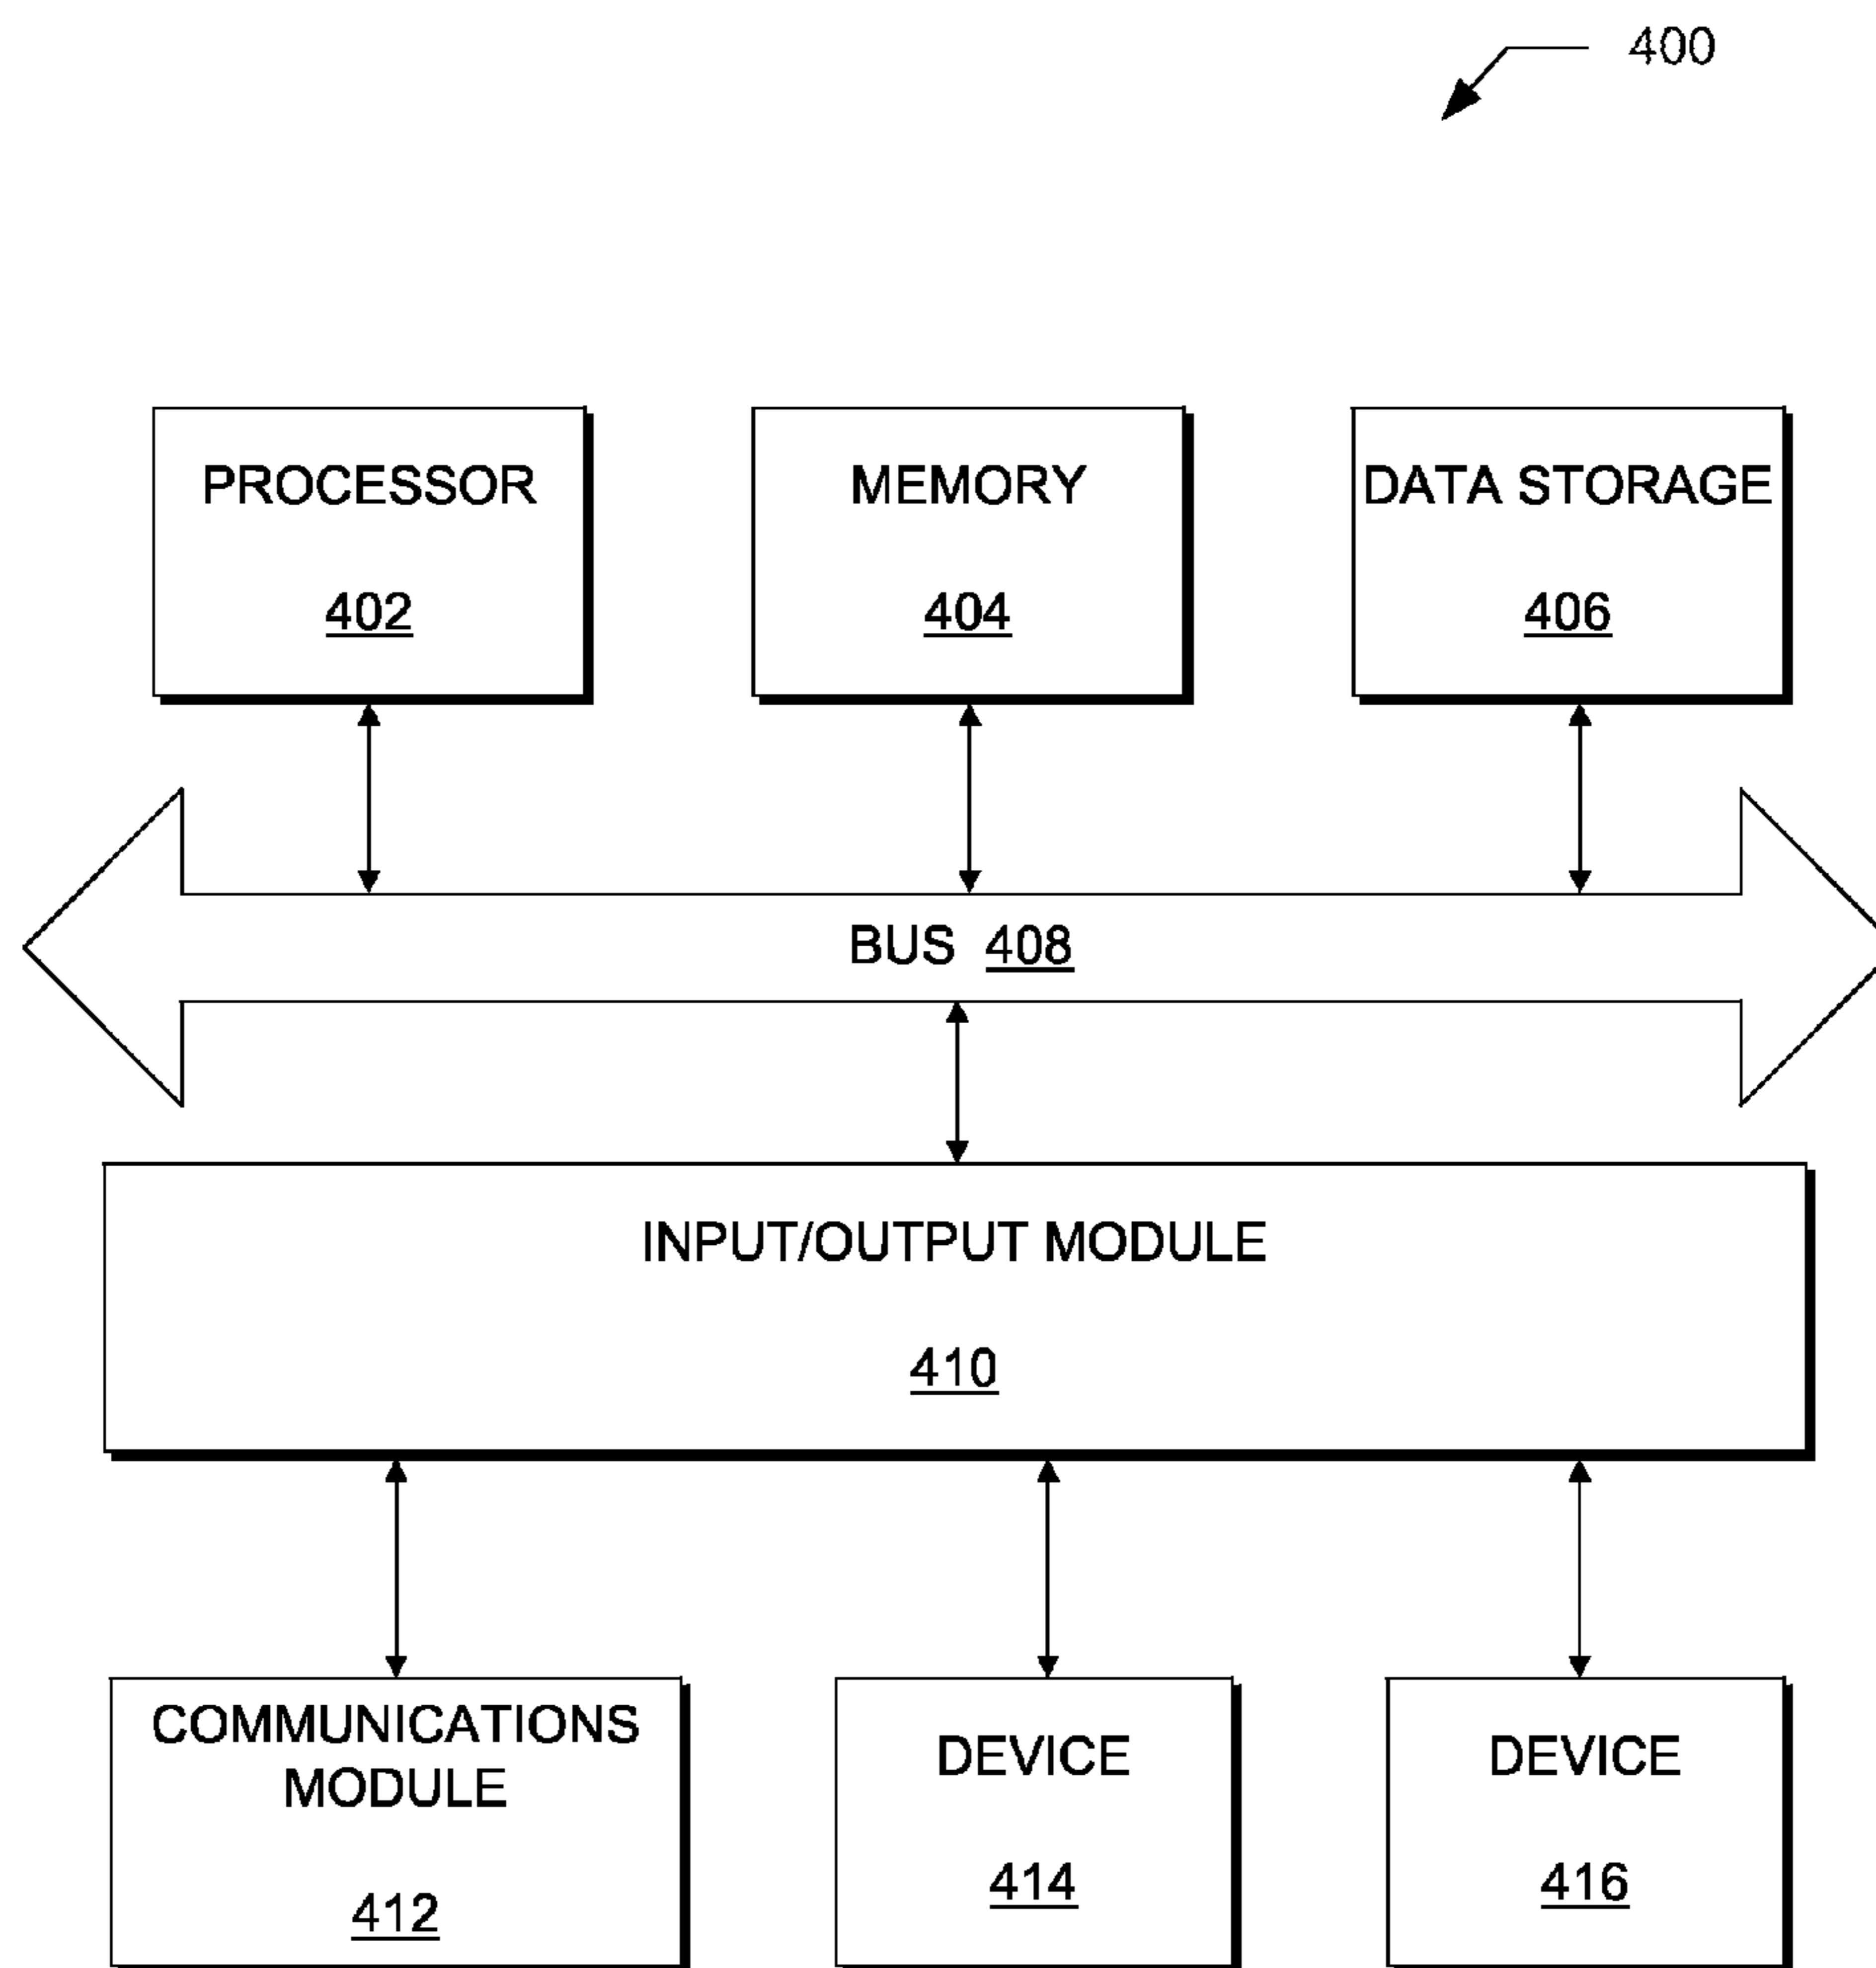 400
PROCESSOR
402
MEMORY
404
DATA STORAGE
406
BUS 408
INPUT/OUTPUT MODULE
410
COMMUNICATIONS
MODULE
412
DEVICE
414
DEVICE
416